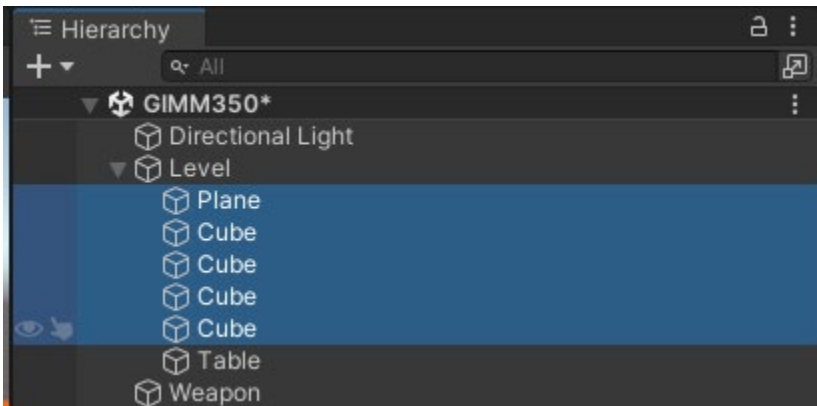 Hierarchy
All
GIMM350*
Directional Light
Level
Plane
Cube
Cube
Cube
Cube
Table
Weapon